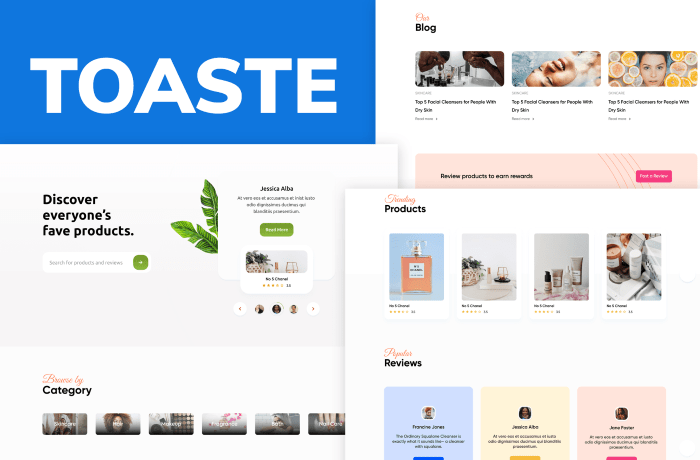 TOASTE
Our
Blog
SKINCARE
Top 5 Facial Cleansers for People With
Dry Skin
Read more >
SKINCARE
Top 5 Facial Cleansers for People With
Dry Skin
Read more >
SKINCARE
Top 5 Facial Cleansers for People With
Dry Skin
Read more >
Review products to earn rewards
Post a Review
Discover
everyone's
fave products.
Search for products and reviews
Jessica Alba
At vero eos et accusamus et inist iusto
odio dignissimos ducimus qui
blanditiis praesentium.
Read More
No 5 Chanel
3.5
Browse by
Category
Skincare
Hair
Makeup
Fragrance
Bath
Nail Care
Trending
Products
No 5 Chanel
3.5
No 5 Chanel
3.5
No 5 Chanel
3.5
No 5 Chanel
3.5
Popular
Reviews
Francine Jones
The Ordinary Squalane Cleanser is
exactly what it sounds like– a cleanser
with squalane.
Jessica Alba
At vero eos et accusamus et iusto
odio dignissimos ducimus qui
blanditiis praesentium.
Jane Foster
At vero eos et accusamus et iusto
odio dignissimos ducimus qui
blanditiis praesentium.